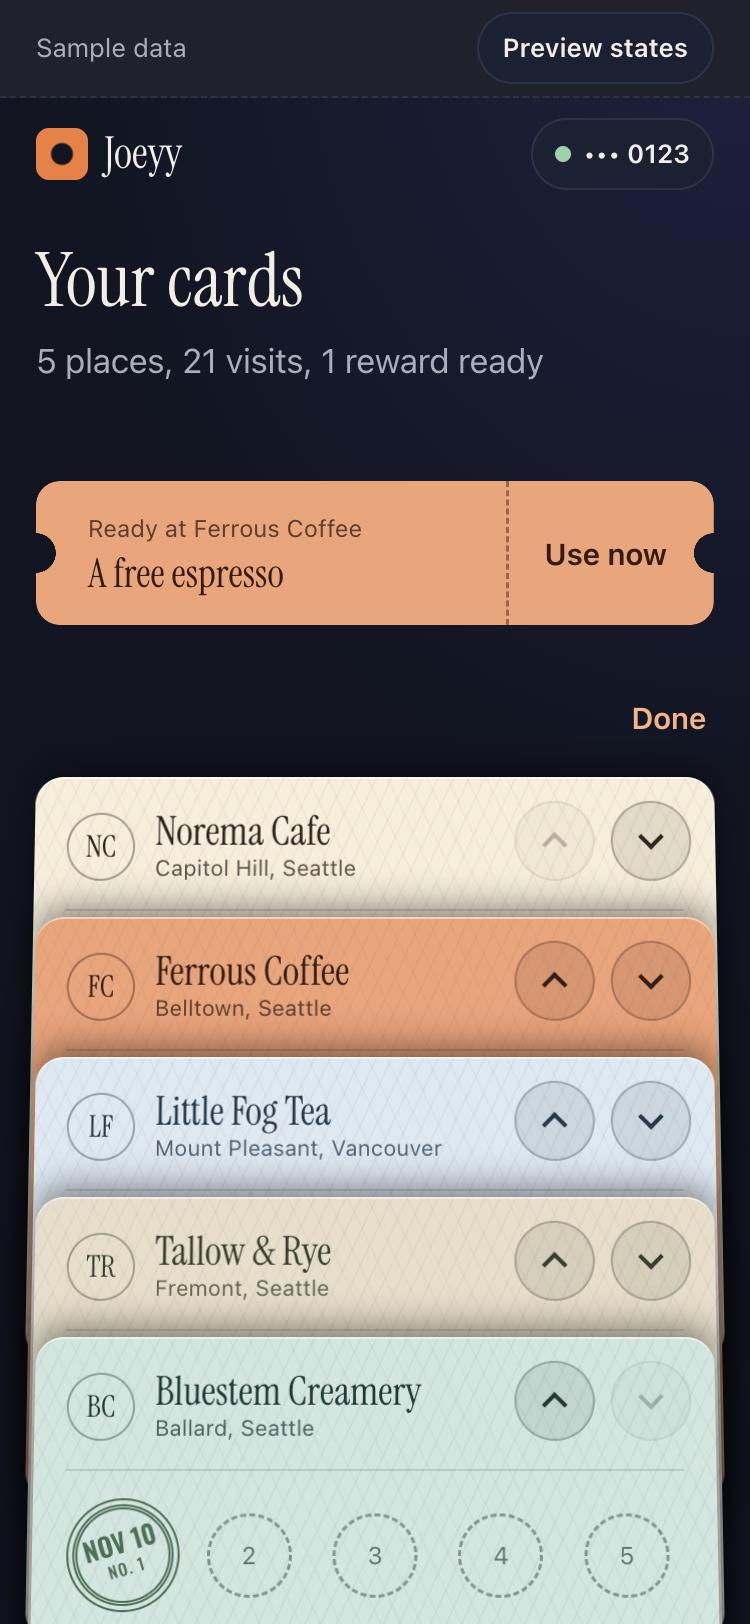 Sample data
Preview states
Joeyy
••• 0123
Your cards
5 places, 21 visits, 1 reward ready
Ready at Ferrous Coffee
A free espresso
Use now
Done
NC
Norema Cafe
Capitol Hill, Seattle
FC
Ferrous Coffee
Belltown, Seattle
LF
Little Fog Tea
Mount Pleasant, Vancouver
TR
Tallow & Rye
Fremont, Seattle
BC
Bluestem Creamery
Ballard, Seattle
NOV 10
NO. 1
2 3 4 5